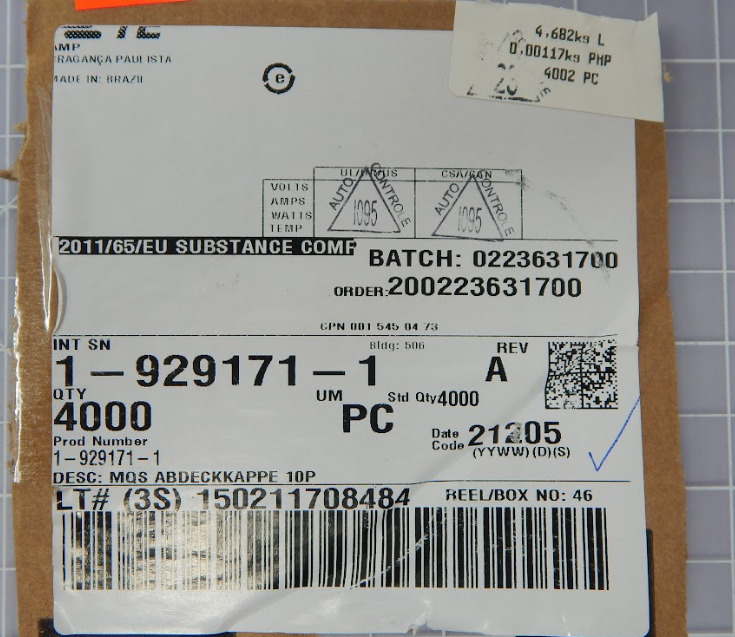 4,682kg L
0,00117kg PMP
4002 PC
AMP
BRAGANÇA PAULISTA
MADE IN: BRAZIL
e
CSA/CAN
VOLTS
AMPS
WATTS
TEMP
AUTO CONTROLE 1095
AUTO CONTROLE 1095
2011/65/EU SUBSTANCE COMP
BATCH: 0223631700
ORDER:200223631700
CPN 001 545 04 73
INT SN
Bldg: 506
REV
1-929171-1
A
QTY
UM
Std Qty4000
4000
PC
Prod Number
Date Code 21205
1-929171-1
(YYWW)(D)(S)
DESC: MQS ABDECKKAPPE 10P
LT# (3S) 150211708484
REEL/BOX NO: 46